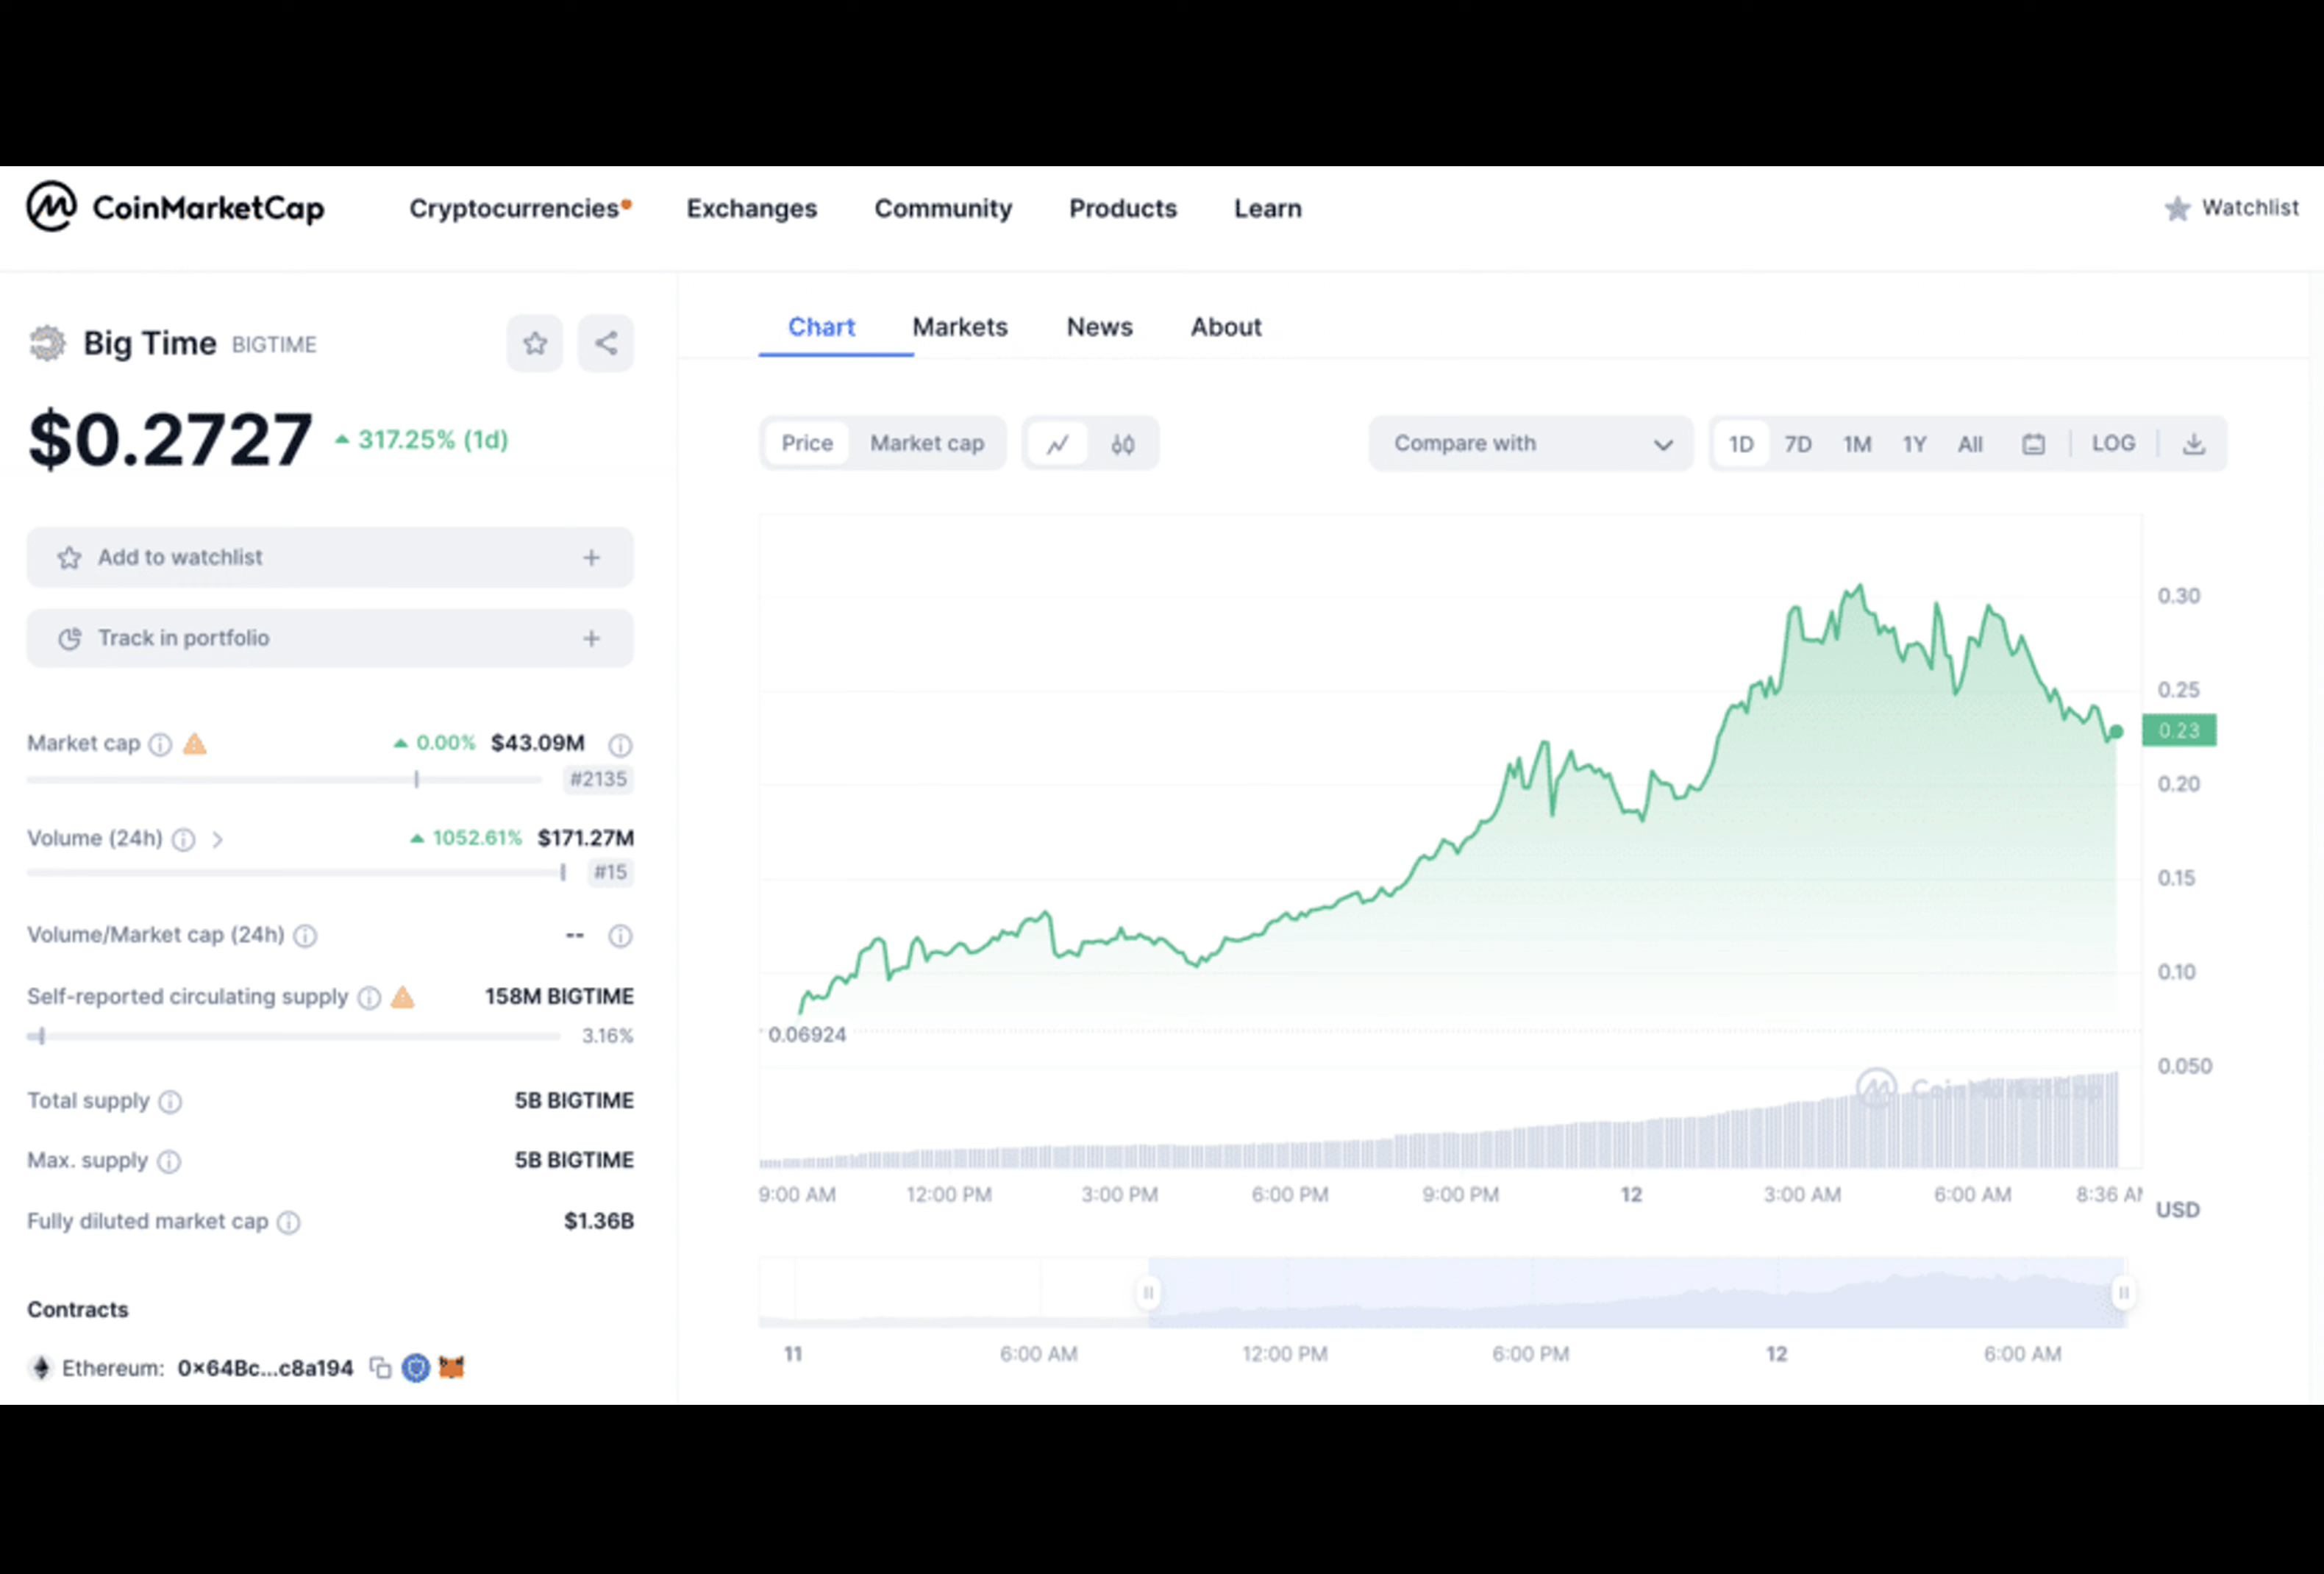 CoinMarketCap Cryptocurrencies Exchanges Community Products Learn Watchlist
Big Time BIGTIME
$0.2727 317.25% (1d)
Add to watchlist +
Track in portfolio +
Market cap 0.00% $43.09M
#2135
Volume (24h) 1052.61% $171.27M
#15
Volume/Market cap (24h) --
Self-reported circulating supply 158M BIGTIME
3.16%
Total supply 5B BIGTIME
Max. supply 5B BIGTIME
Fully diluted market cap $1.36B
Contracts
Ethereum: 0x64Bc...c8a194
Chart Markets News About
Price Market cap Compare with 1D 7D 1M 1Y All LOG
0.30
0.25
0.23
0.20
0.15
0.10
0.06924
0.050
CoinMarketCap
9:00 AM 12:00 PM 3:00 PM 6:00 PM 9:00 PM 12 3:00 AM 6:00 AM 8:36 AM
USD
11 6:00 AM 12:00 PM 6:00 PM 12 6:00 AM